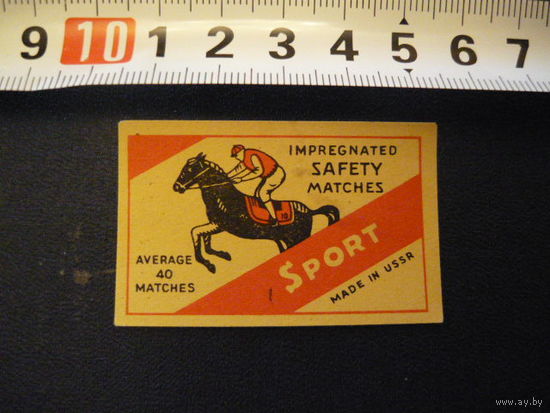 9 10 1 2 3 4 5 6 7
IMPREGNATED
SAFETY
MATCHES
10
AVERAGE
40
MATCHES
SPORT
MADE IN USSR
www.ay.by